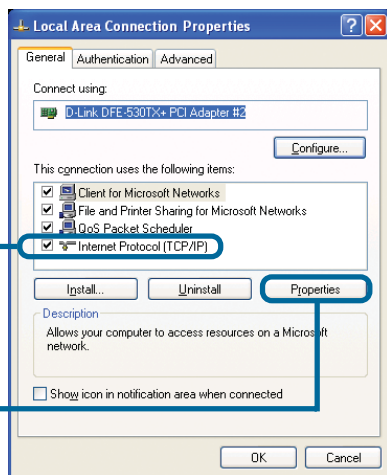 Local Area Connection Properties
General Authentication Advanced
Connect using:
D-Link DFE-530TX+ PCI Adapter #2
Configure...
This connection uses the following items:
Client for Microsoft Networks
File and Printer Sharing for Microsoft Networks
QoS Packet Scheduler
Internet Protocol (TCP/IP)
Install... Uninstall Properties
Description
Allows your computer to access resources on a Microsoft
network.
Show icon in notification area when connected
OK Cancel